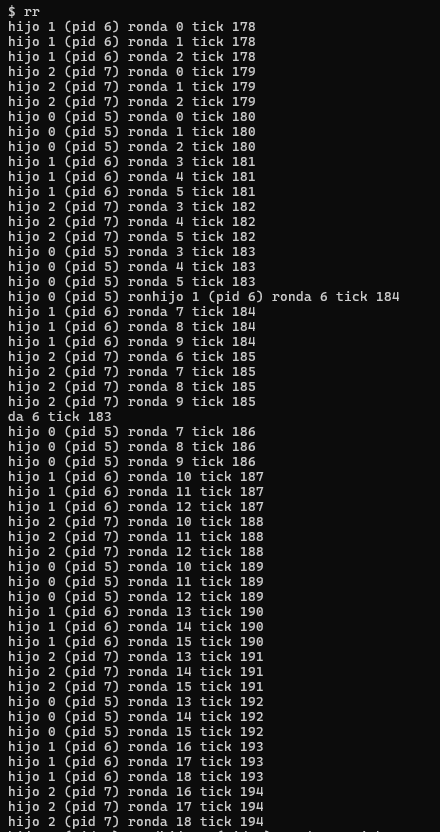 $ rr
hijo 1 (pid 6) ronda 0 tick 178
hijo 1 (pid 6) ronda 1 tick 178
hijo 1 (pid 6) ronda 2 tick 178
hijo 2 (pid 7) ronda 0 tick 179
hijo 2 (pid 7) ronda 1 tick 179
hijo 2 (pid 7) ronda 2 tick 179
hijo 0 (pid 5) ronda 0 tick 180
hijo 0 (pid 5) ronda 1 tick 180
hijo 0 (pid 5) ronda 2 tick 180
hijo 1 (pid 6) ronda 3 tick 181
hijo 1 (pid 6) ronda 4 tick 181
hijo 1 (pid 6) ronda 5 tick 181
hijo 2 (pid 7) ronda 3 tick 182
hijo 2 (pid 7) ronda 4 tick 182
hijo 2 (pid 7) ronda 5 tick 182
hijo 0 (pid 5) ronda 3 tick 183
hijo 0 (pid 5) ronda 4 tick 183
hijo 0 (pid 5) ronda 5 tick 183
hijo 0 (pid 5) ronhijo 1 (pid 6) ronda 6 tick 184
hijo 1 (pid 6) ronda 7 tick 184
hijo 1 (pid 6) ronda 8 tick 184
hijo 1 (pid 6) ronda 9 tick 184
hijo 2 (pid 7) ronda 6 tick 185
hijo 2 (pid 7) ronda 7 tick 185
hijo 2 (pid 7) ronda 8 tick 185
hijo 2 (pid 7) ronda 9 tick 185
da 6 tick 183
hijo 0 (pid 5) ronda 7 tick 186
hijo 0 (pid 5) ronda 8 tick 186
hijo 0 (pid 5) ronda 9 tick 186
hijo 1 (pid 6) ronda 10 tick 187
hijo 1 (pid 6) ronda 11 tick 187
hijo 1 (pid 6) ronda 12 tick 187
hijo 2 (pid 7) ronda 10 tick 188
hijo 2 (pid 7) ronda 11 tick 188
hijo 2 (pid 7) ronda 12 tick 188
hijo 0 (pid 5) ronda 10 tick 189
hijo 0 (pid 5) ronda 11 tick 189
hijo 0 (pid 5) ronda 12 tick 189
hijo 1 (pid 6) ronda 13 tick 190
hijo 1 (pid 6) ronda 14 tick 190
hijo 1 (pid 6) ronda 15 tick 190
hijo 2 (pid 7) ronda 13 tick 191
hijo 2 (pid 7) ronda 14 tick 191
hijo 2 (pid 7) ronda 15 tick 191
hijo 0 (pid 5) ronda 13 tick 192
hijo 0 (pid 5) ronda 14 tick 192
hijo 0 (pid 5) ronda 15 tick 192
hijo 1 (pid 6) ronda 16 tick 193
hijo 1 (pid 6) ronda 17 tick 193
hijo 1 (pid 6) ronda 18 tick 193
hijo 2 (pid 7) ronda 16 tick 194
hijo 2 (pid 7) ronda 17 tick 194
hijo 2 (pid 7) ronda 18 tick 194